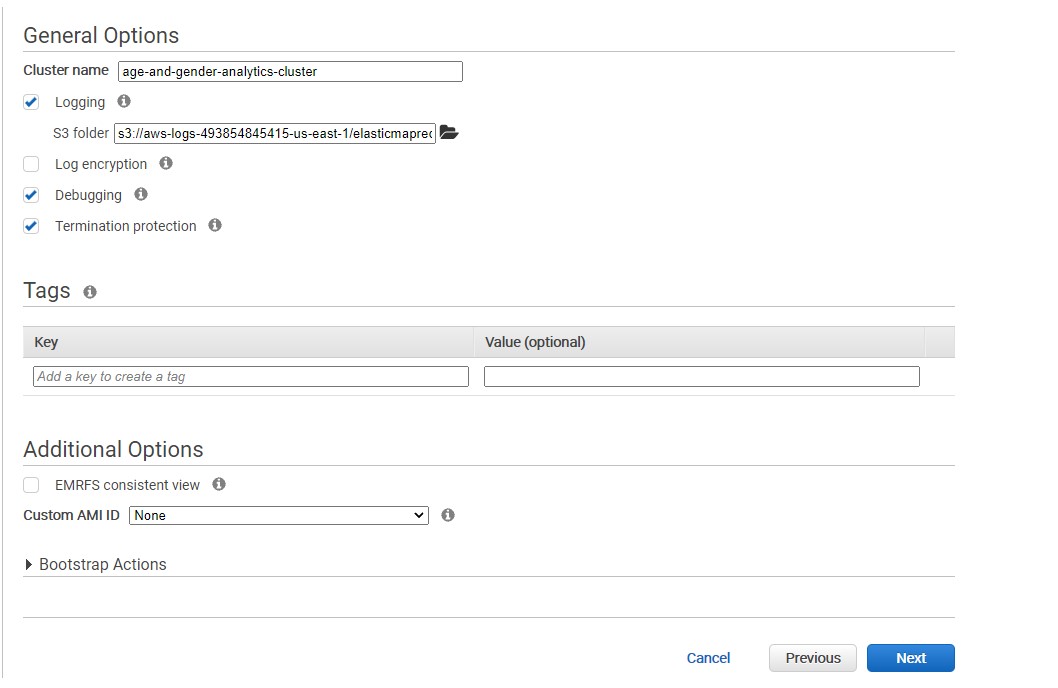 General Options
Cluster name age-and-gender-analytics-cluster
Logging
S3 folder s3://aws-logs-493854845415-us-east-1/elasticmaprec
Log encryption
Debugging
Termination protection
Tags
Key Value (optional)
Add a key to create a tag
Additional Options
EMRFS consistent view
Custom AMI ID None
Bootstrap Actions
Cancel Previous Next